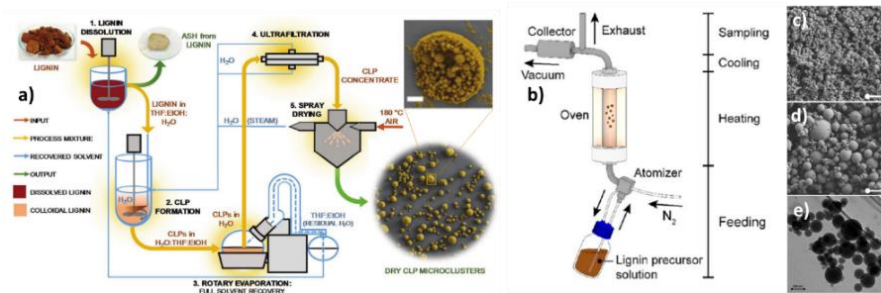 a)
1. LIGNIN
DISSOLUTION
LIGNIN
ASH from
LIGNIN
4. ULTRAFILTRATION
H₂O
H₂O
CLP
CONCENTRATE
INPUT
PROCESS MIXTURE
RECOVERED SOLVENT
OUTPUT
DISSOLVED LIGNIN
COLLOIDAL LIGNIN
LIGNIN in
THF:EtOH:
H₂O
H₂O
(STEAM)
5. SPRAY
DRYING
180 °C
AIR
H₂O
2. CLP
FORMATION
CLPs in
H₂O
THF:EtOH
(RESIDUAL H₂O)
CLPs in
H₂O:THF:EtOH
3. ROTARY EVAPORATION:
FULL SOLVENT RECOVERY
DRY CLP MICROCLUSTERS
b)
Collector
Exhaust
Vacuum
Oven
Atomizer
N₂
Lignin precursor
solution
Sampling
Cooling
Heating
Feeding
c)
d)
e)